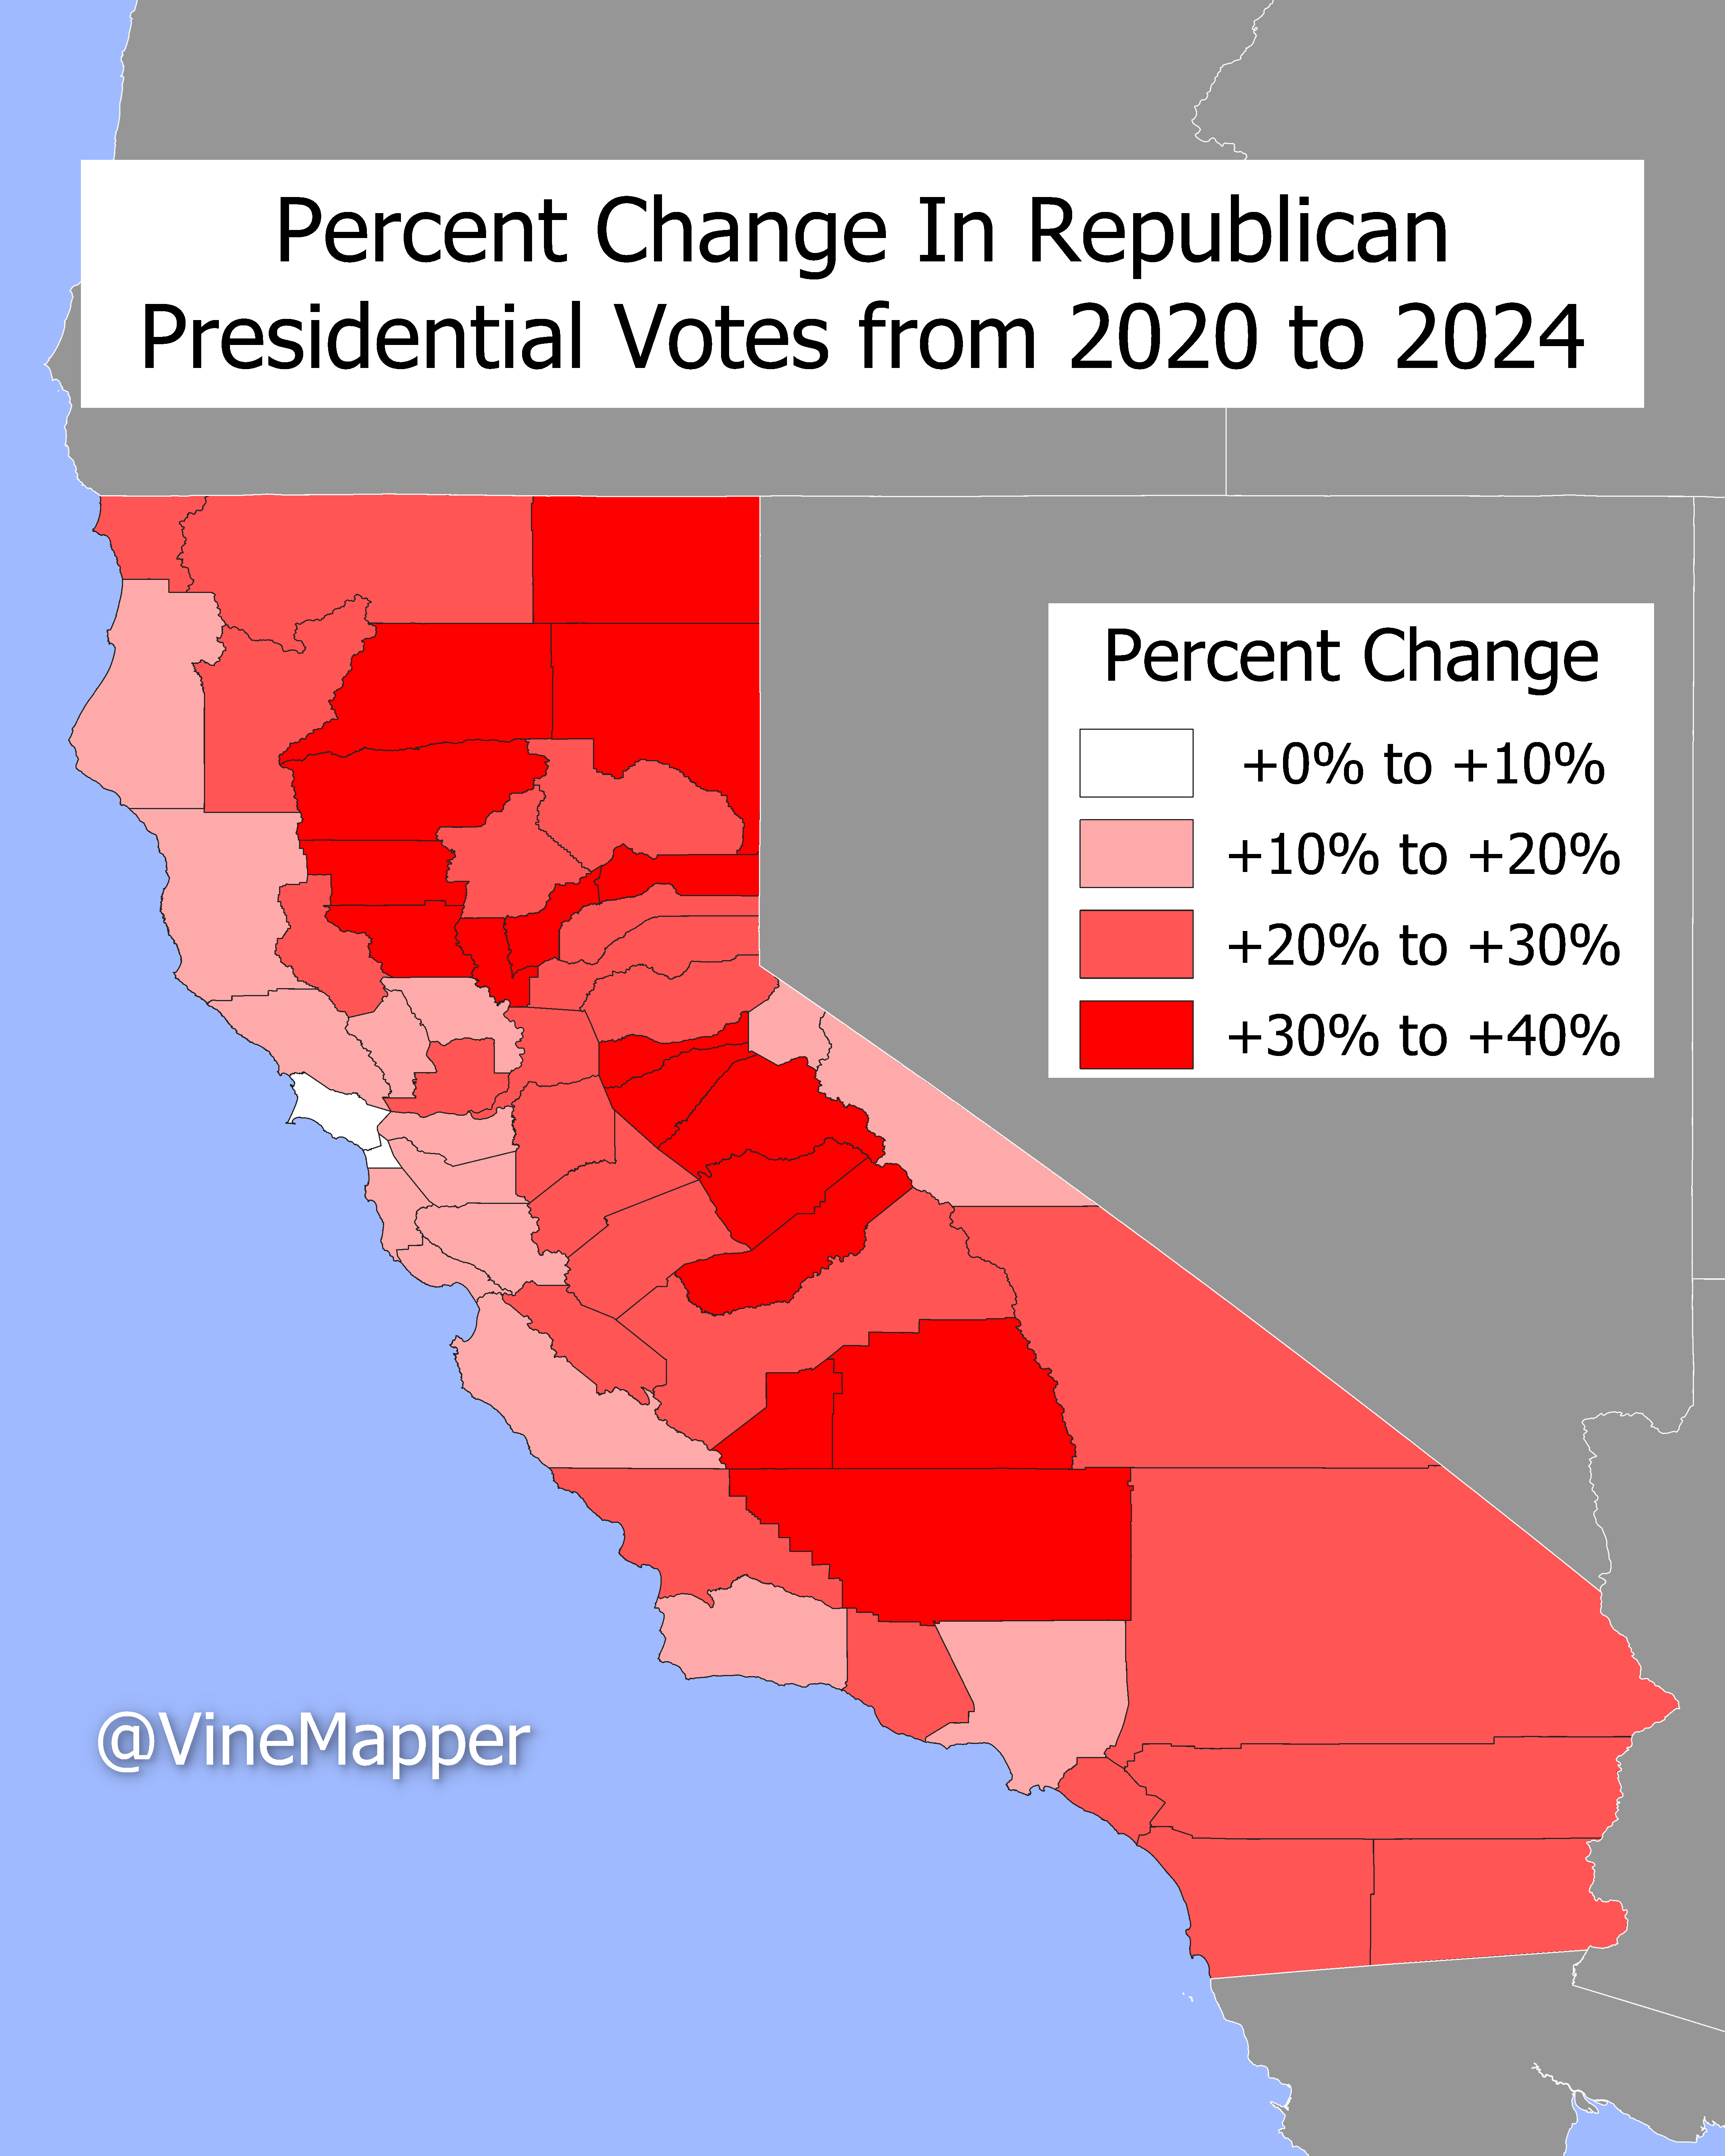 Percent Change In Republican
Presidential Votes from 2020 to 2024
Percent Change
+0% to +10%
+10% to +20%
+20% to +30%
+30% to +40%
@VineMapper